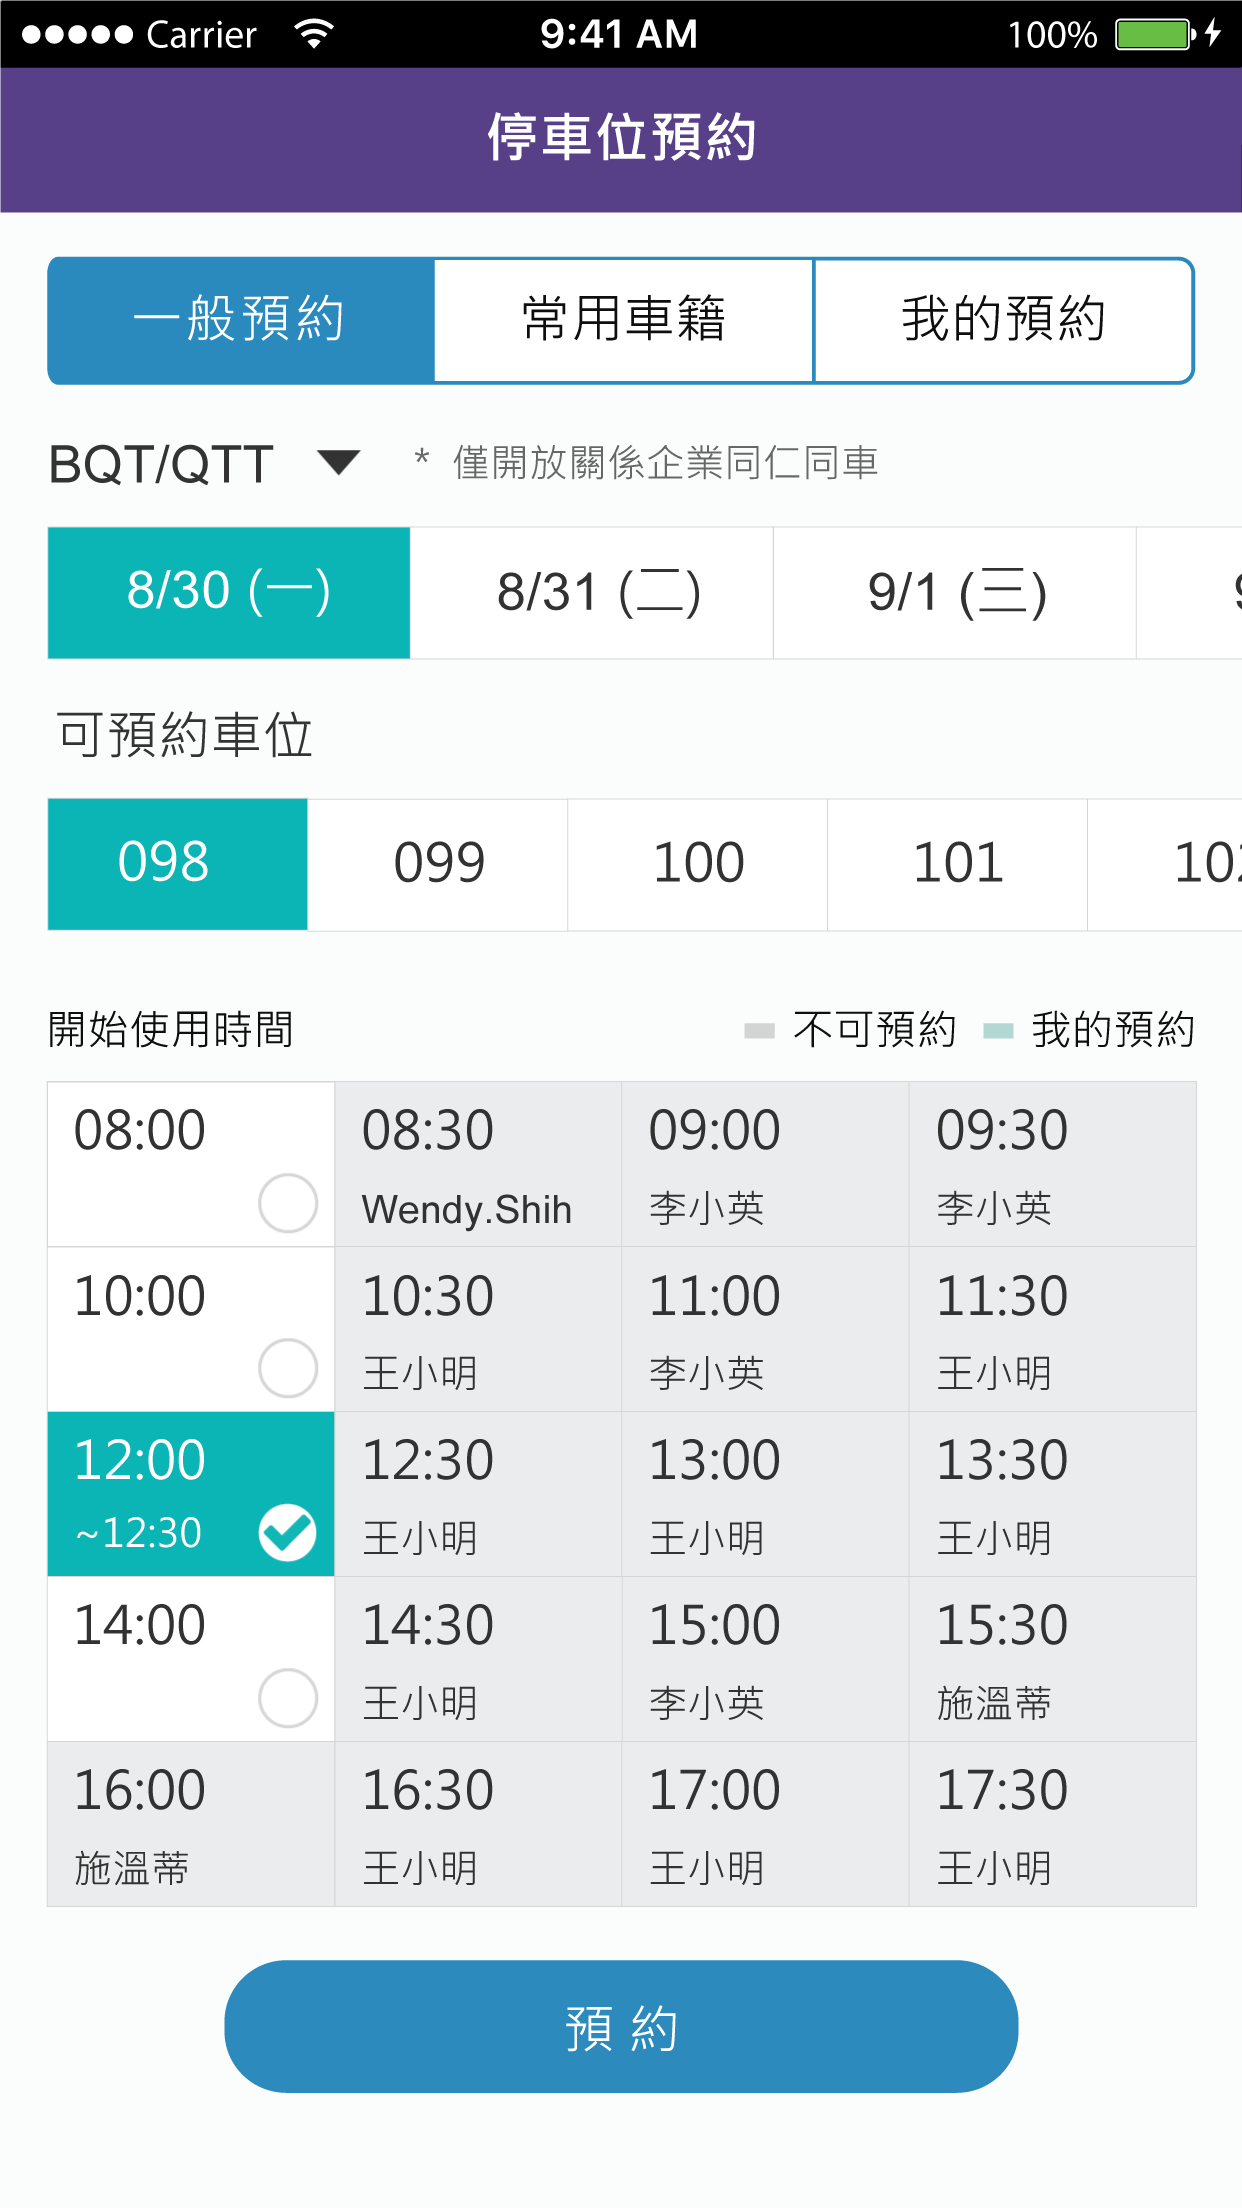 Carrier 9:41 AM 100%
停車位預約
一般預約 常用車籍 我的預約
BQT/QTT * 僅開放關係企業同仁同車
8/30 (一) 8/31 (二) 9/1 (三)
可預約車位
098 099 100 101
開始使用時間 不可預約 我的預約
08:00 08:30 09:00 09:30
Wendy.Shih 李小英 李小英
10:00 10:30 11:00 11:30
王小明 李小英 王小明
12:00 12:30 13:00 13:30
~12:30 王小明 王小明 王小明
14:00 14:30 15:00 15:30
王小明 李小英 施溫蒂
16:00 16:30 17:00 17:30
施溫蒂 王小明 王小明 王小明
預約